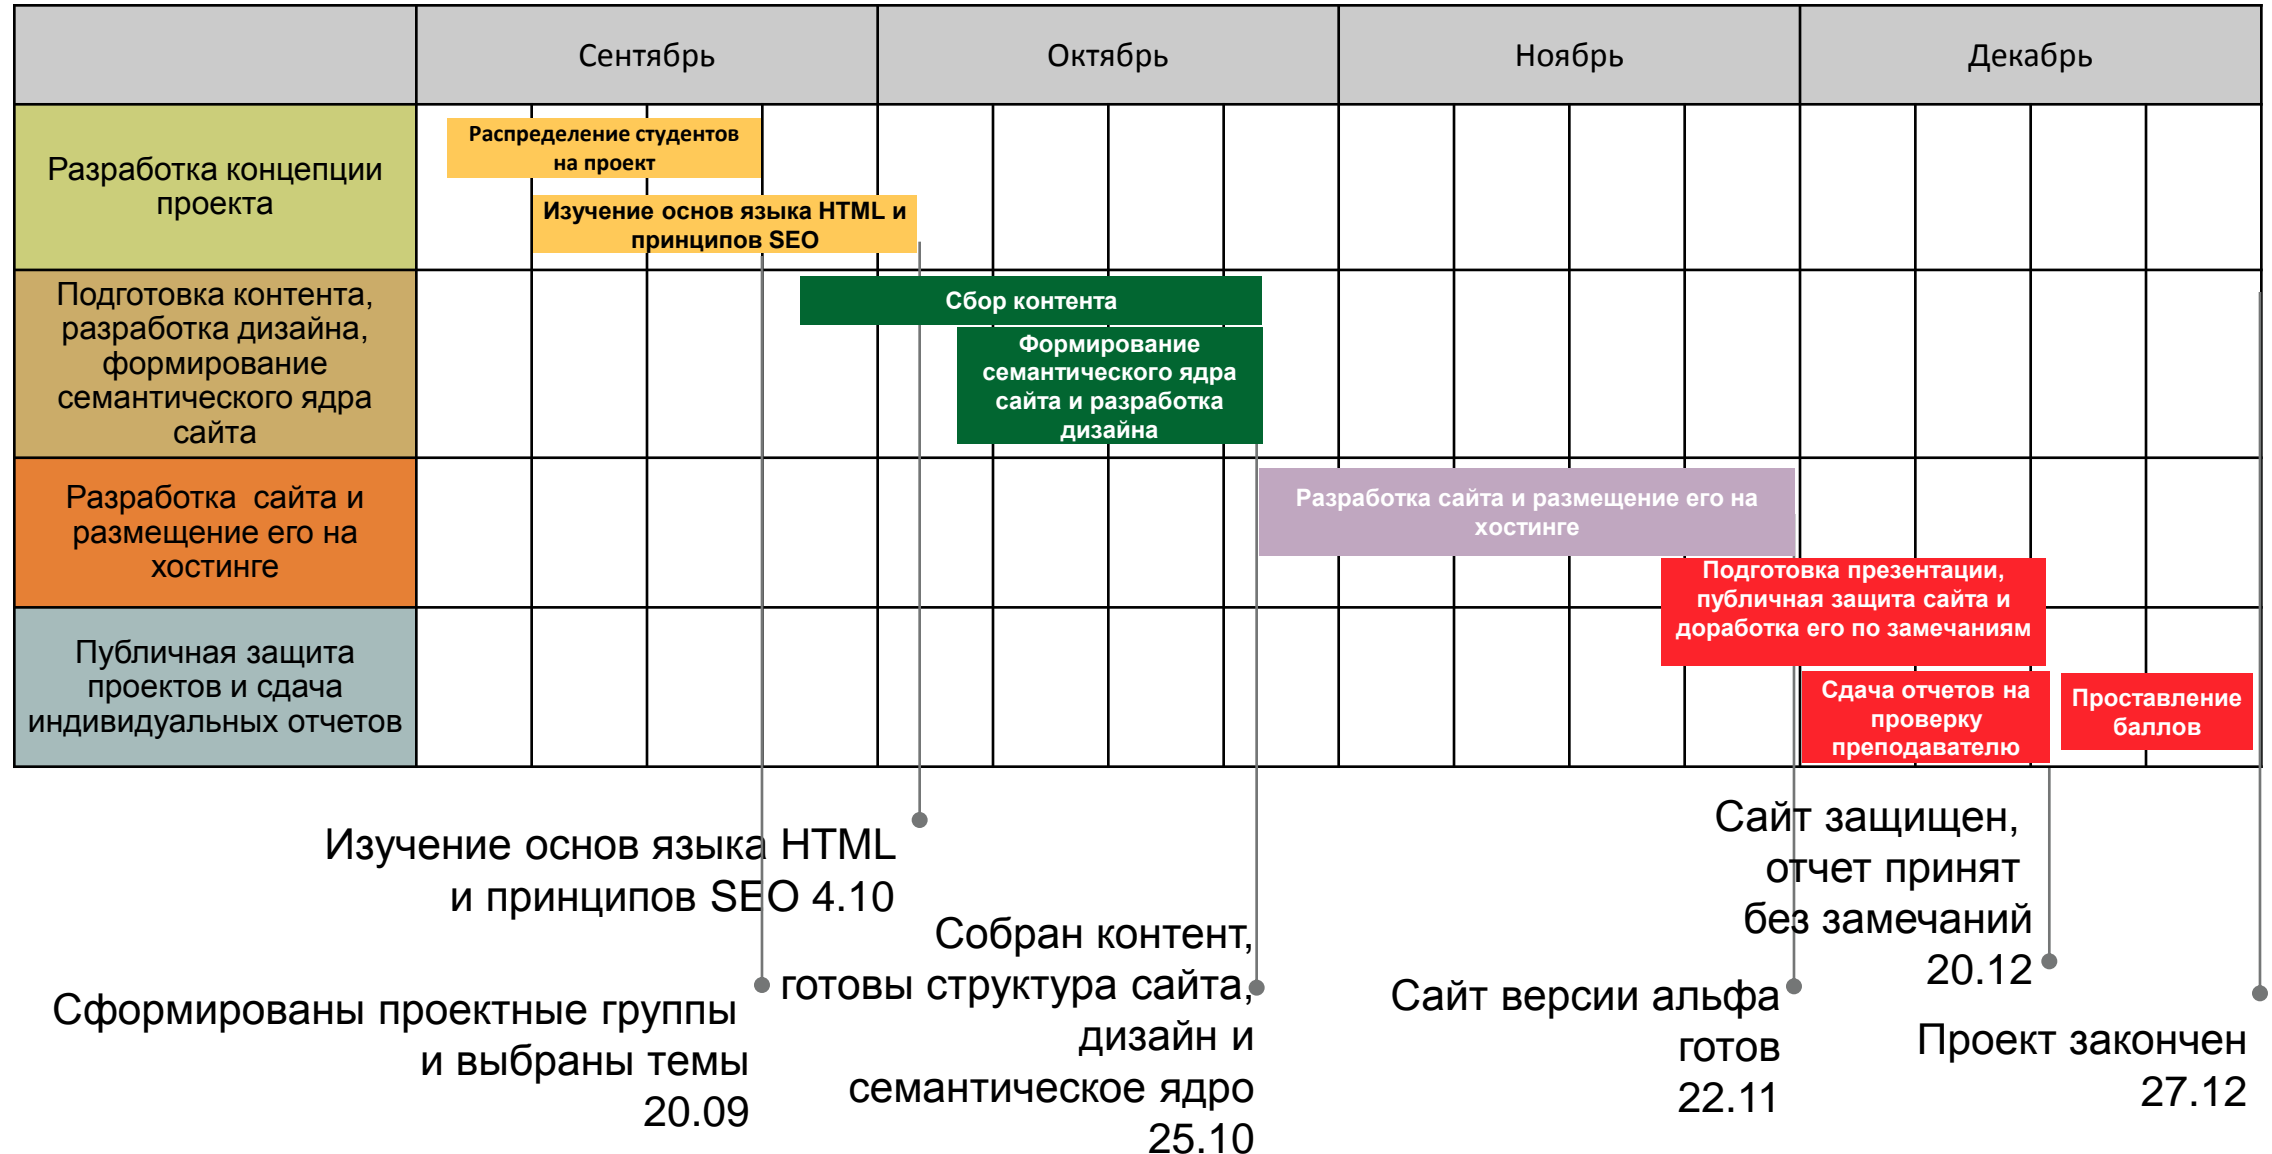 Сентябрь
Октябрь
Ноябрь
Декабрь
Разработка концепции
проекта
Распределение студентов
на проект
Изучение основ языка HTML и
принципов SEO
Подготовка контента,
разработка дизайна,
формирование
семантического ядра
сайта
Сбор контента
Формирование
семантического ядра
сайта и разработка
дизайна
Разработка сайта и
размещение его на
хостинге
Разработка сайта и размещение его на
хостинге
Подготовка презентации,
публичная защита сайта и
доработка его по замечаниям
Публичная защита
проектов и сдача
индивидуальных отчетов
Сдача отчетов на
проверку
преподавателю
Проставление
баллов
Изучение основ языка HTML
и принципов SEO 4.10
Сформированы проектные группы
и выбраны темы
20.09
Собран контент,
готовы структура сайта,
дизайн и
семантическое ядро
25.10
Сайт версии альфа
готов
22.11
Сайт защищен,
отчет принят
без замечаний
20.12
Проект закончен
27.12